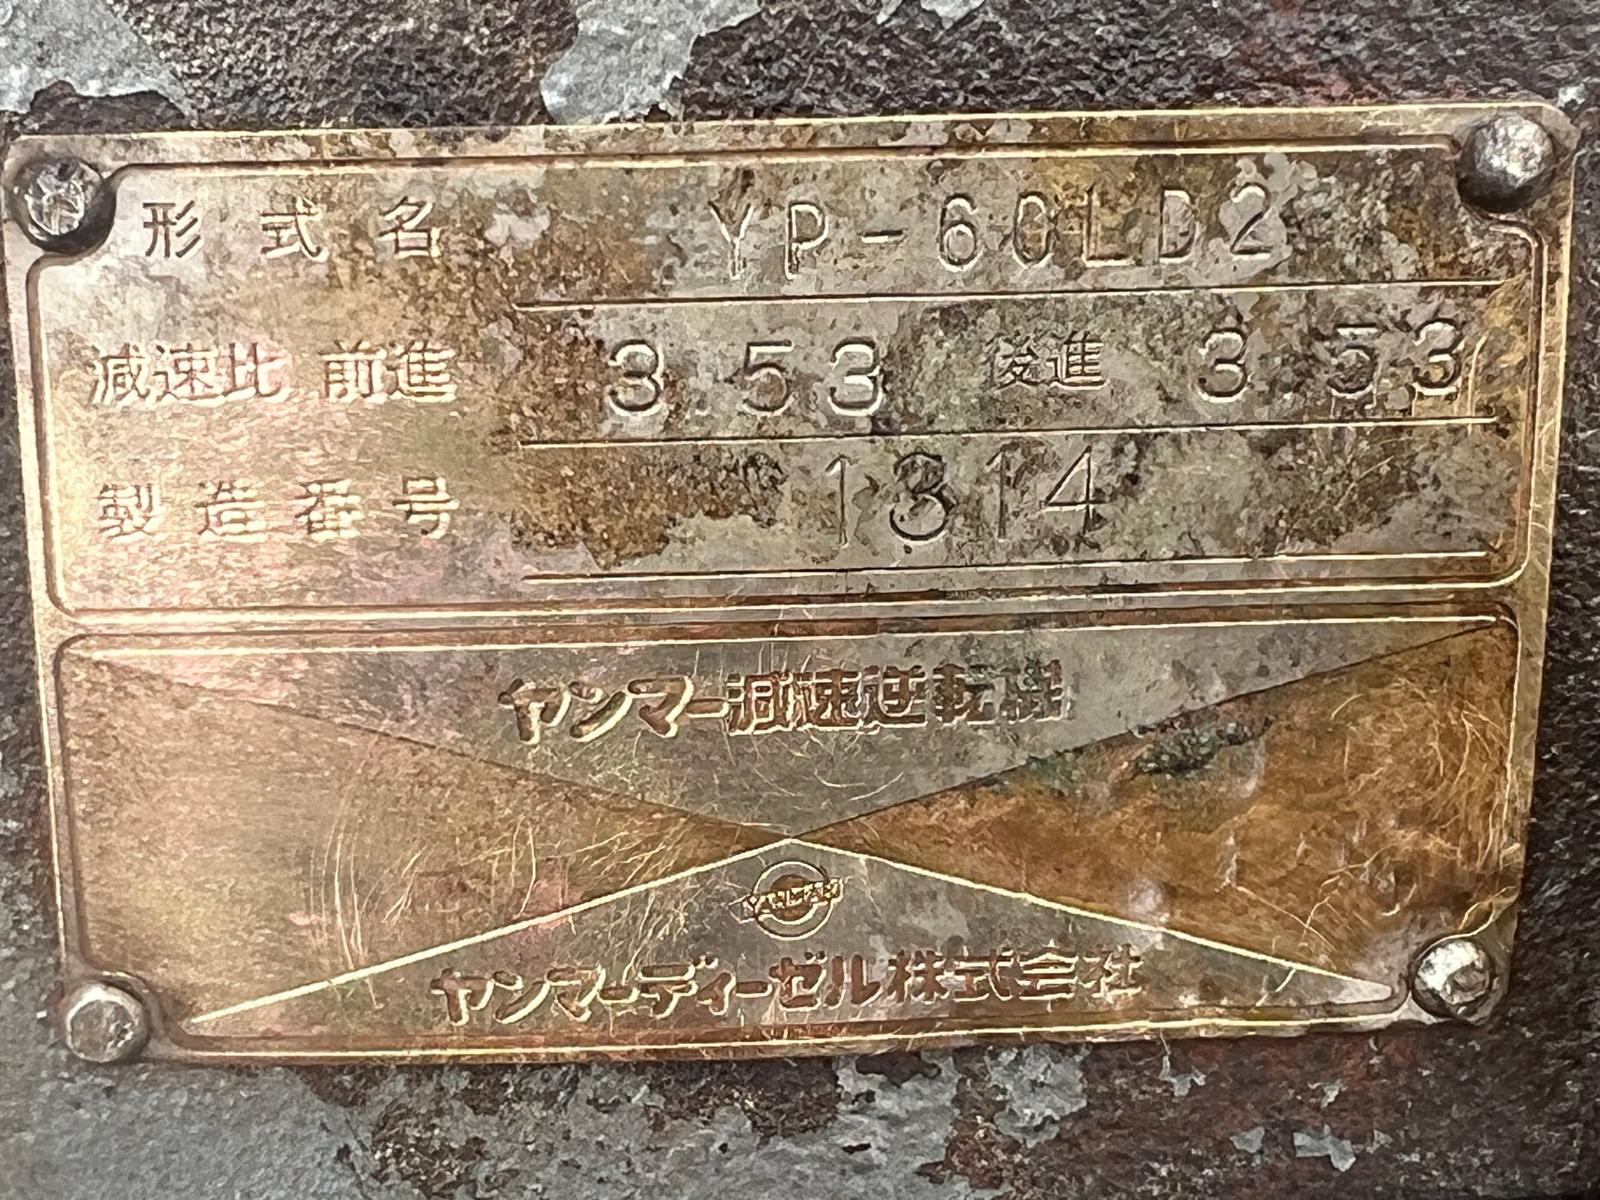 形式名 YP-60LD2
減速比 前進 3.53 後進 3.53
製造番号 1314
ヤンマー減速逆転機
YANMAR
ヤンマーディーゼル株式会社